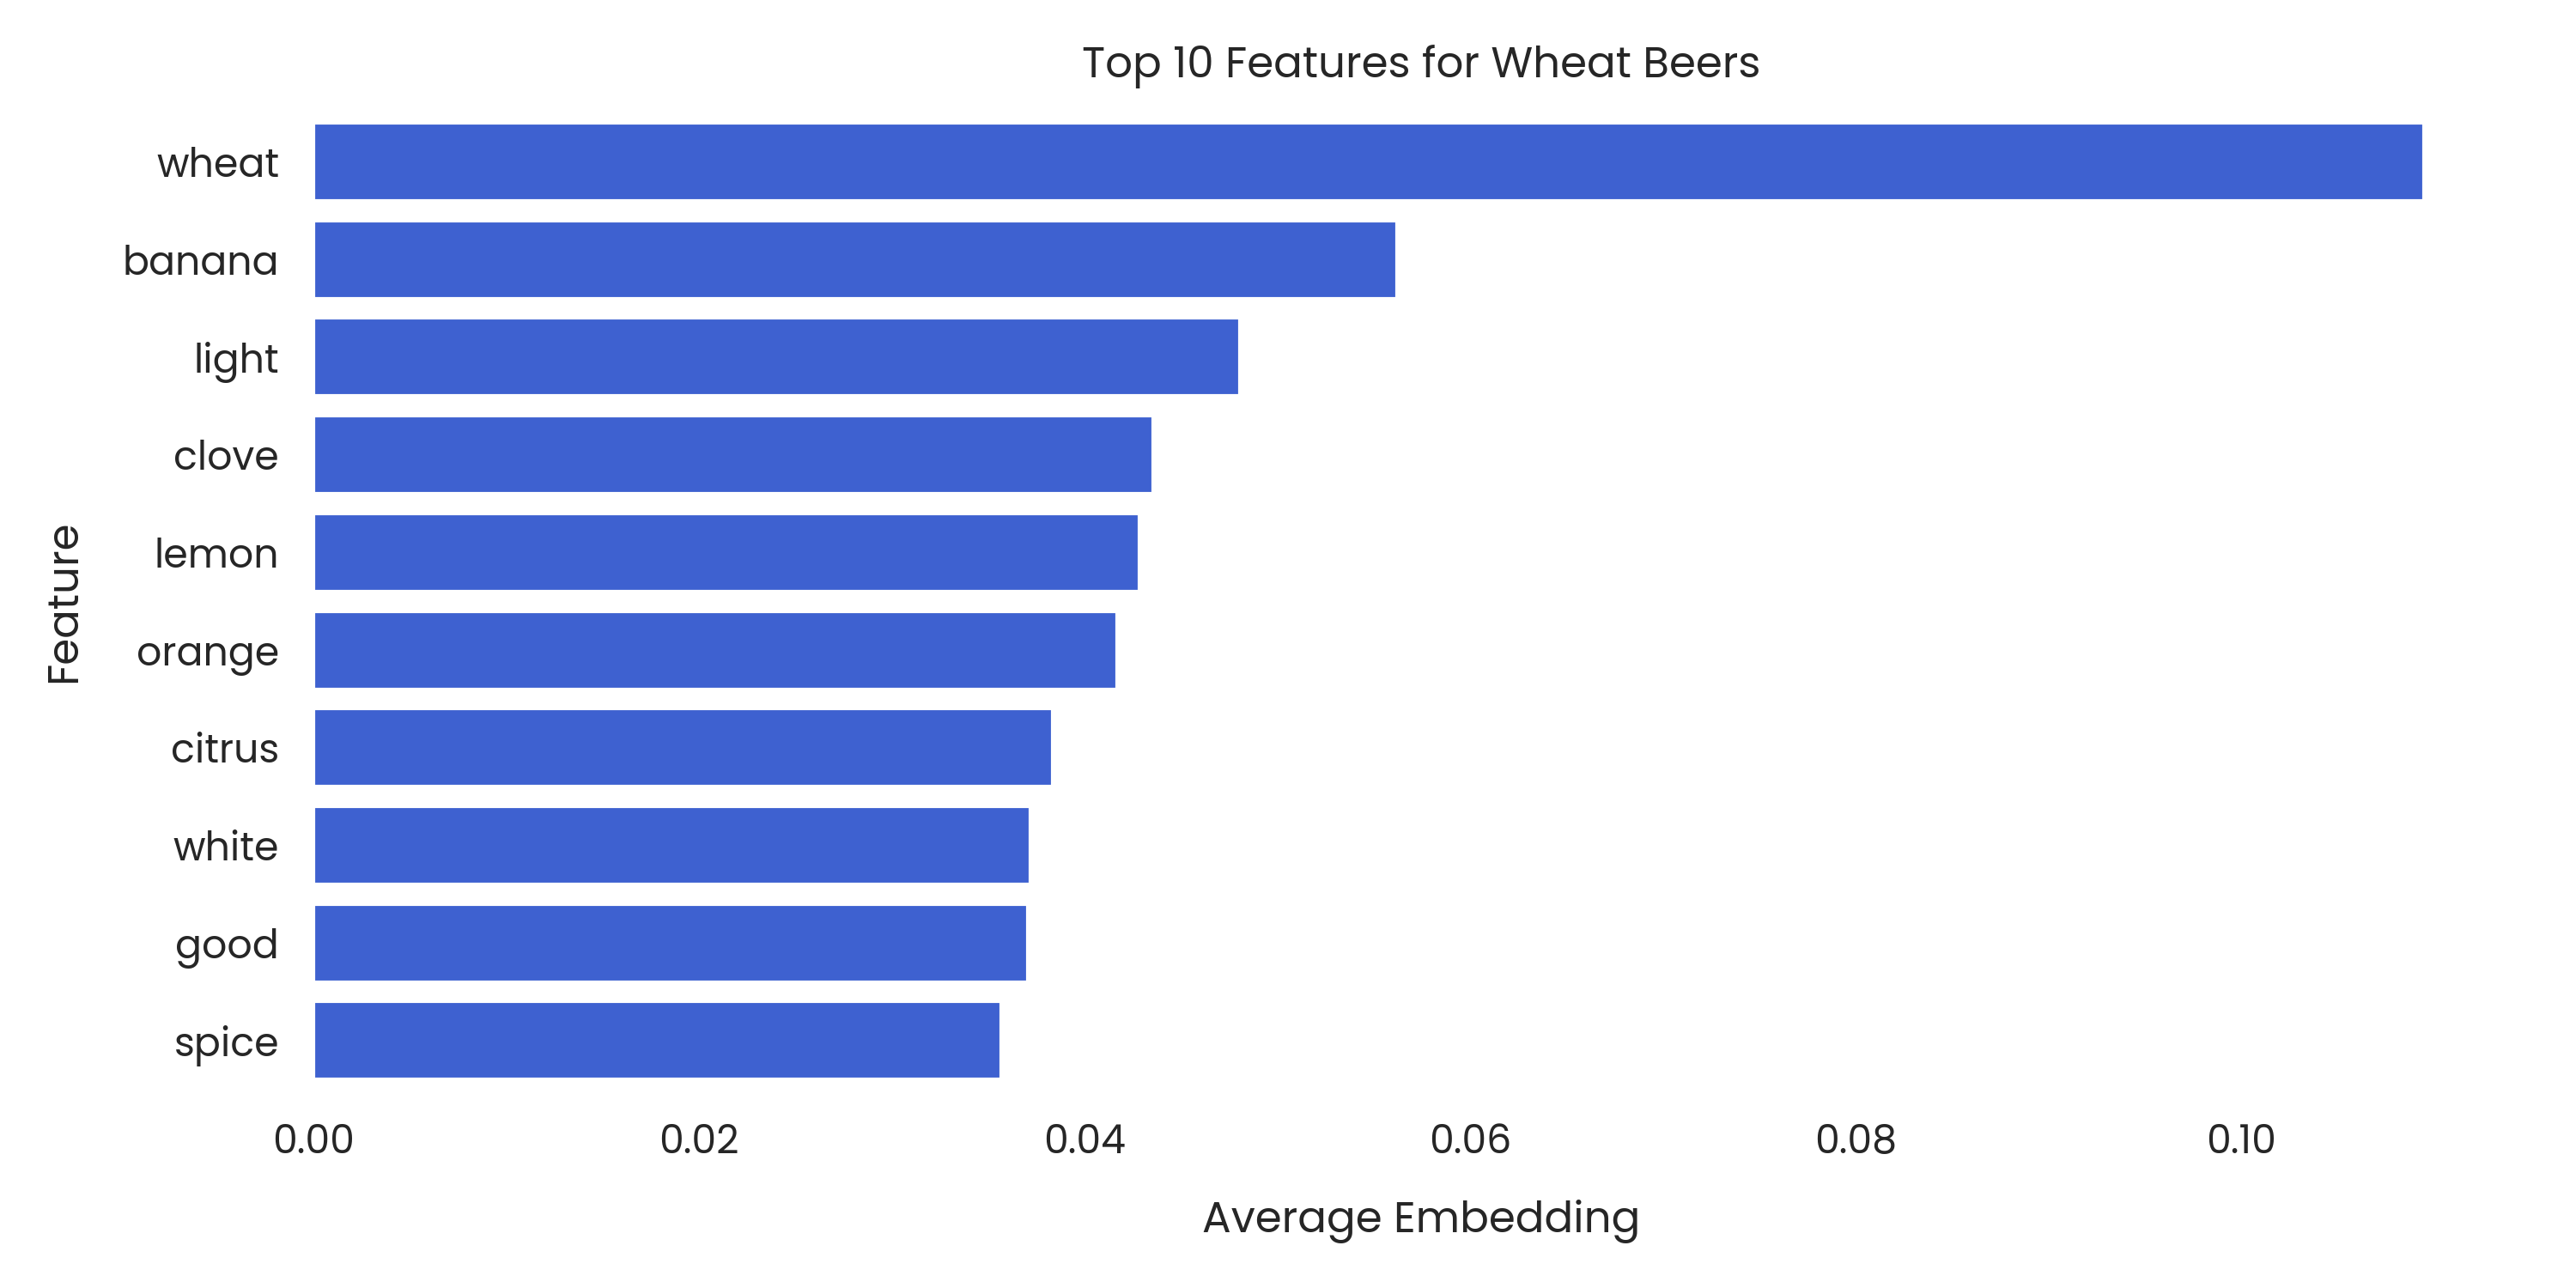 Top 10 Features for Wheat Beers
wheat
banana
light
clove
lemon
orange
citrus
white
good
spice
Feature
0.00 0.02 0.04 0.06 0.08 0.10
Average Embedding